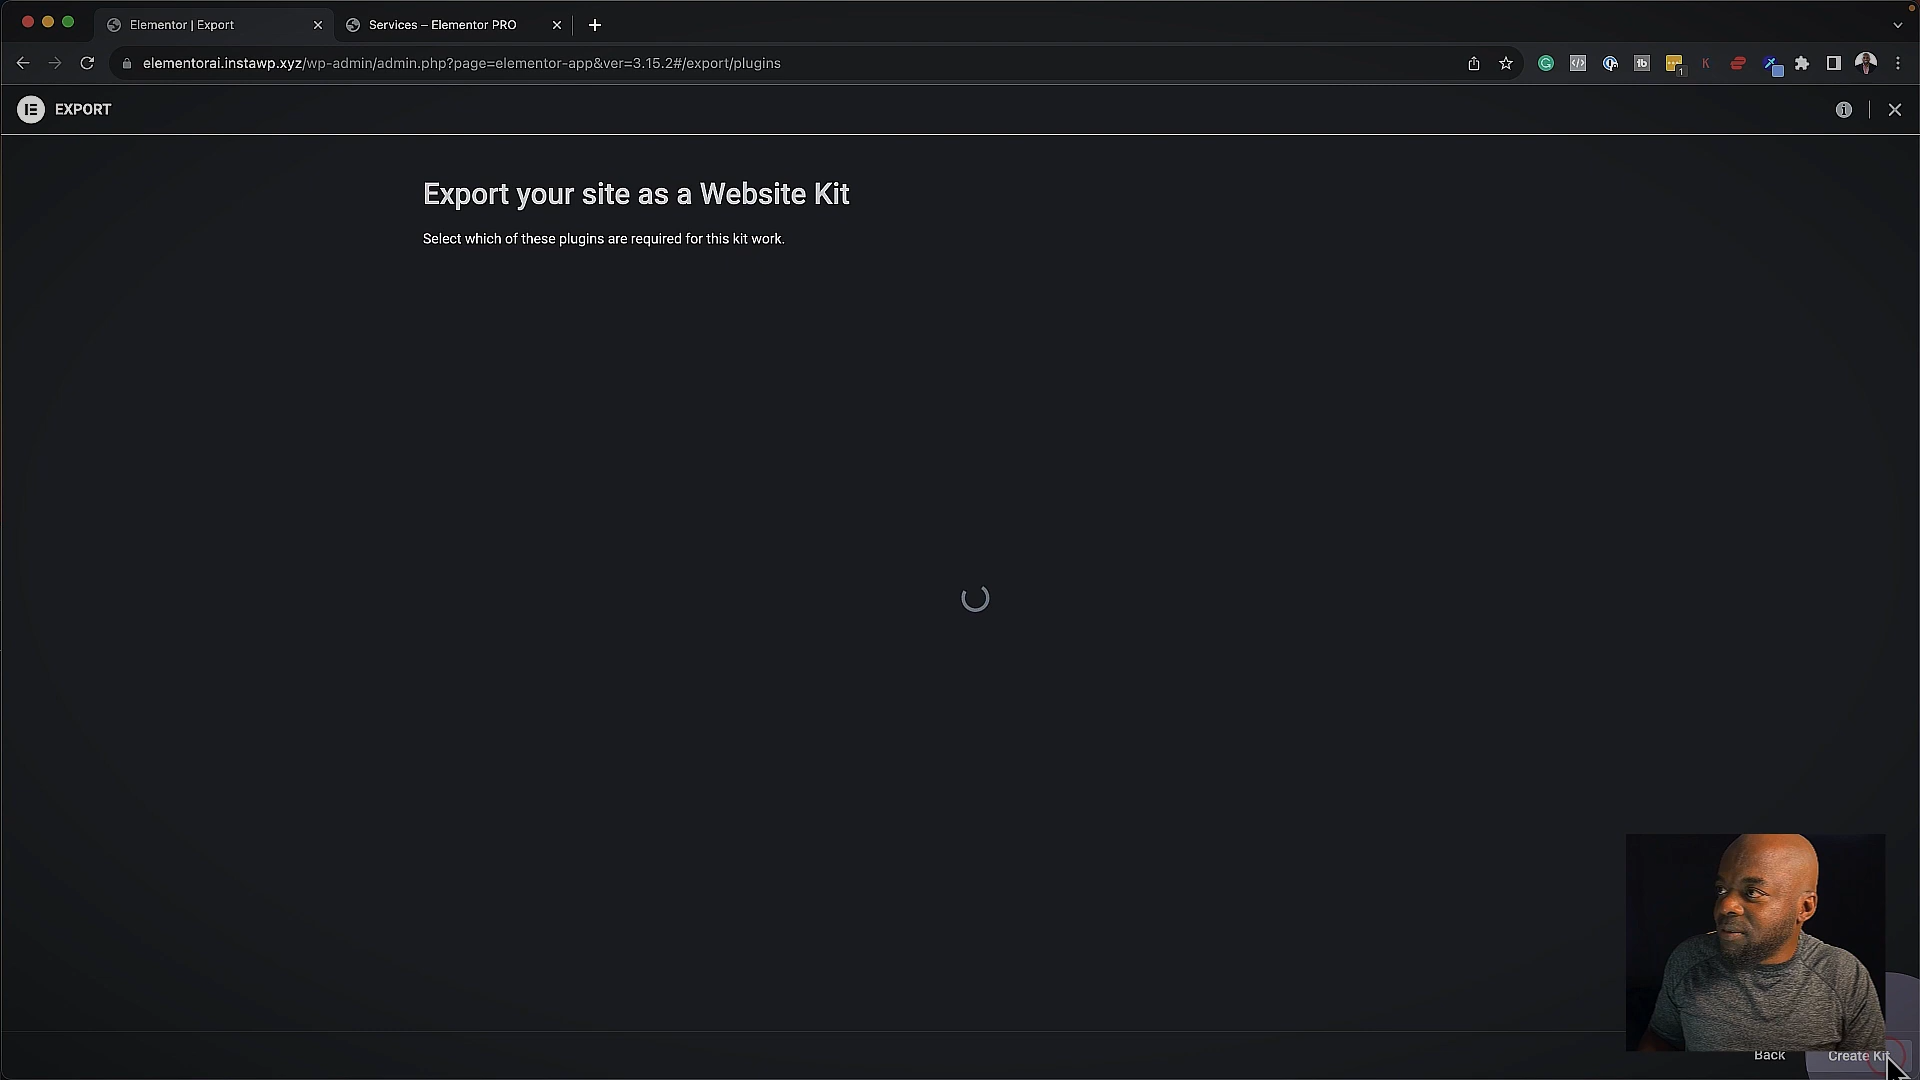 Elementor | Export
Services – Elementor PRO
elementorai.instawp.xyz/wp-admin/admin.php?page=elementor-app&ver=3.15.2#/export/plugins
EXPORT
Export your site as a Website Kit
Select which of these plugins are required for this kit work.
Back
Create Kit